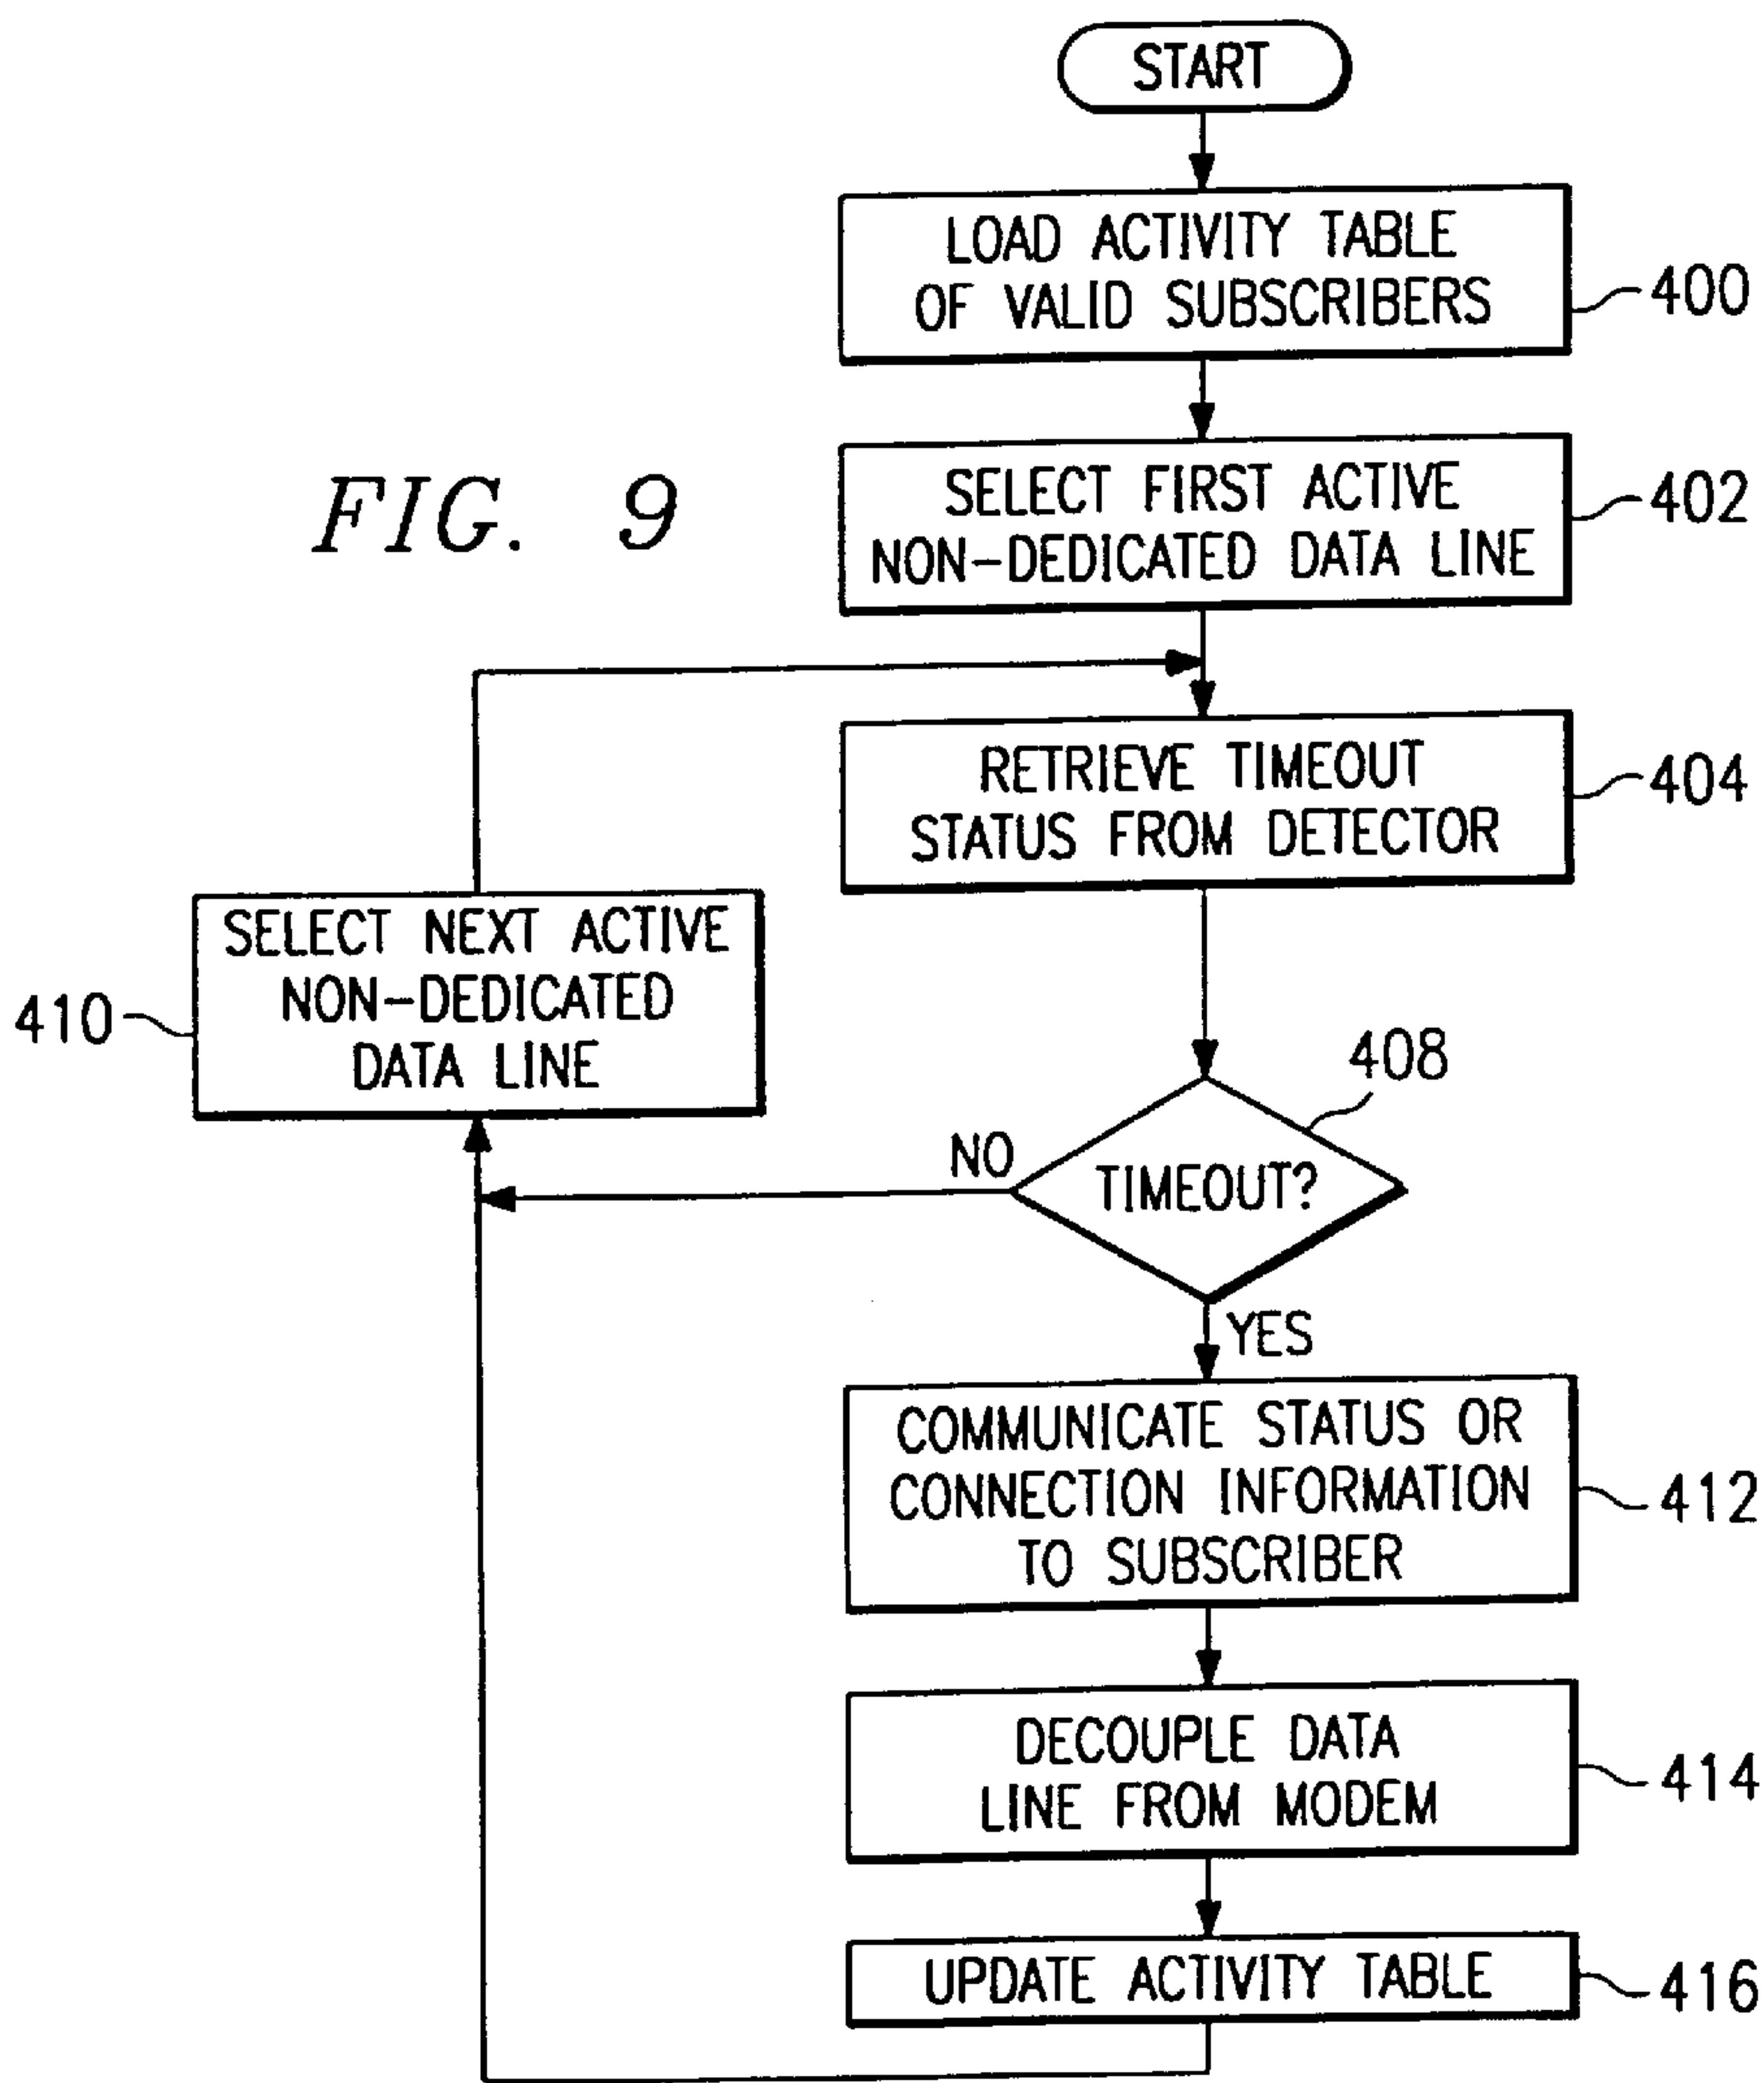 START
LOAD ACTIVITY TABLE
OF VALID SUBSCRIBERS
400
SELECT FIRST ACTIVE
NON-DEDICATED DATA LINE
402
FIG. 9
RETRIEVE TIMEOUT
STATUS FROM DETECTOR
404
SELECT NEXT ACTIVE
NON-DEDICATED
DATA LINE
410
408
TIMEOUT?
NO
YES
COMMUNICATE STATUS OR
CONNECTION INFORMATION
TO SUBSCRIBER
412
DECOUPLE DATA
LINE FROM MODEM
414
UPDATE ACTIVITY TABLE
416